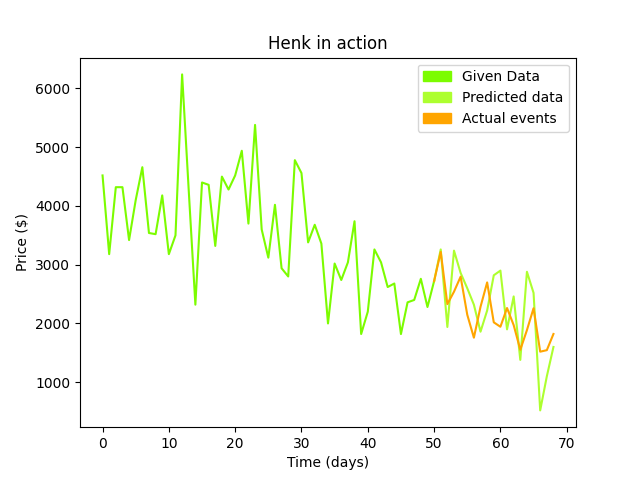 Henk in action
Given Data
Predicted data
Actual events
6000
5000
4000
3000
2000
1000
Price ($)
0 10 20 30 40 50 60 70
Time (days)